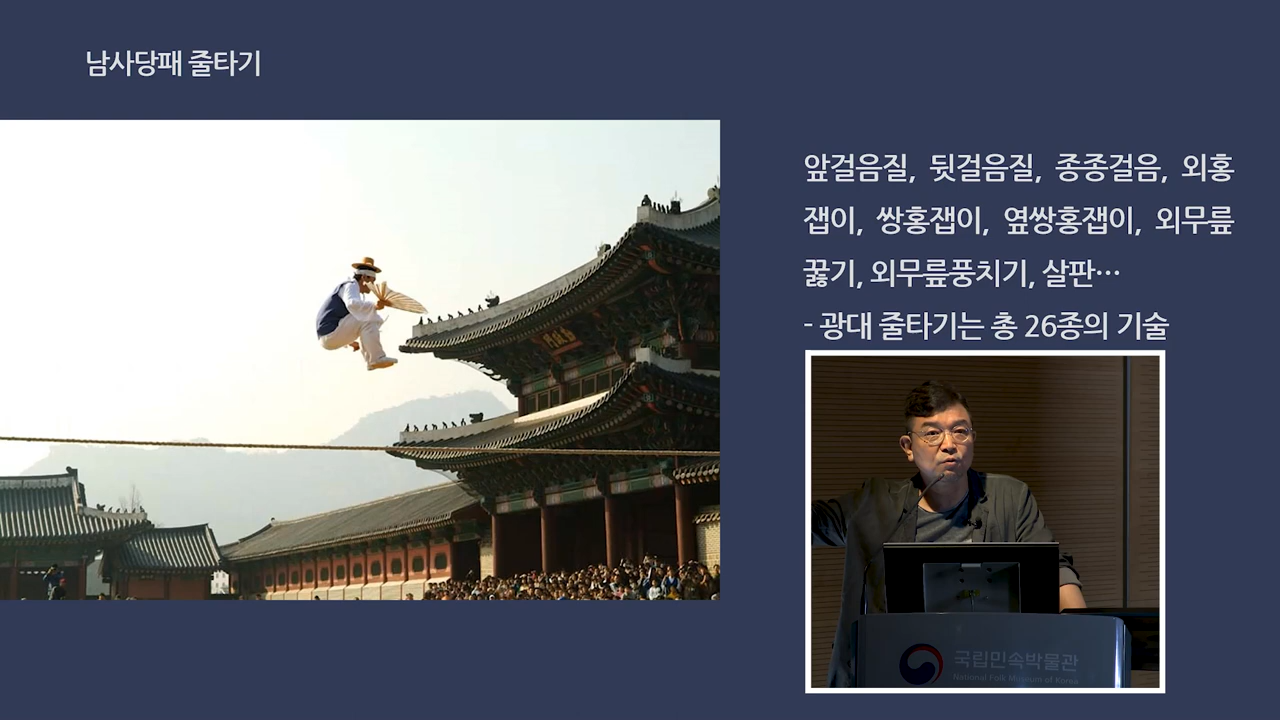 남사당패 줄타기
앞걸음질, 뒷걸음질, 종종걸음, 외홍
잽이, 쌍홍잽이, 옆쌍홍잽이, 외무릎
꿇기, 외무릎풍치기, 살판…
- 광대 줄타기는 총 26종의 기술
국립민속박물관
National Folk Museum of Korea